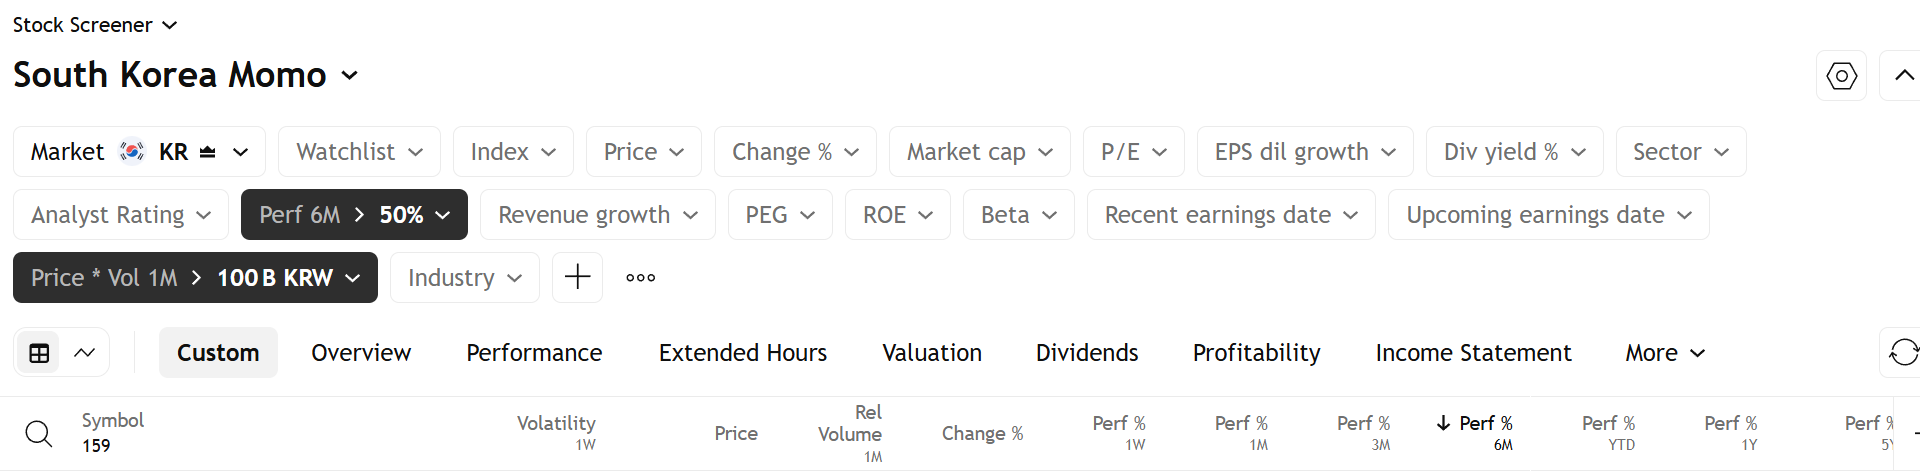 Stock Screener
South Korea Momo
Market KR Watchlist Index Price Change % Market cap P/E EPS dil growth Div yield % Sector
Analyst Rating Perf 6M > 50% Revenue growth PEG ROE Beta Recent earnings date Upcoming earnings date
Price * Vol 1M > 100 B KRW Industry
Custom Overview Performance Extended Hours Valuation Dividends Profitability Income Statement More
Symbol
159
Volatility
1W
Price
Rel
Volume
1M
Change %
Perf %
1W
Perf %
1M
Perf %
3M
↓ Perf %
6M
Perf %
YTD
Perf %
1Y
Perf %
5Y